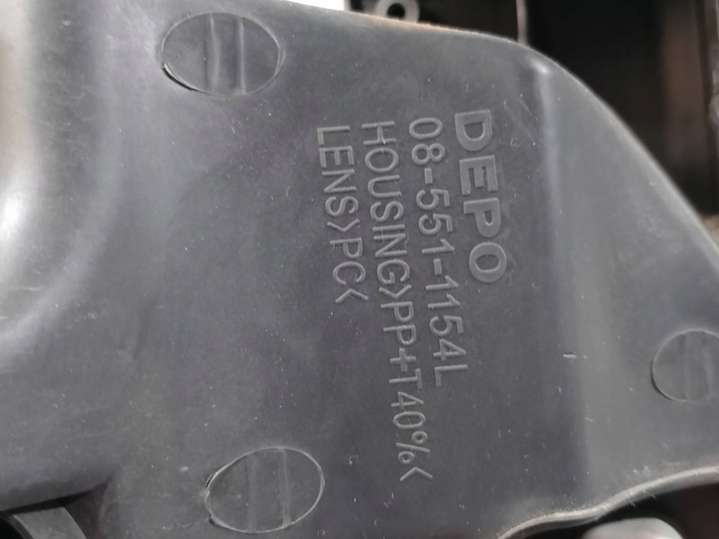 DEPO
08-551-1154L
HOUSING>PP+T40%<
LENS>PC<